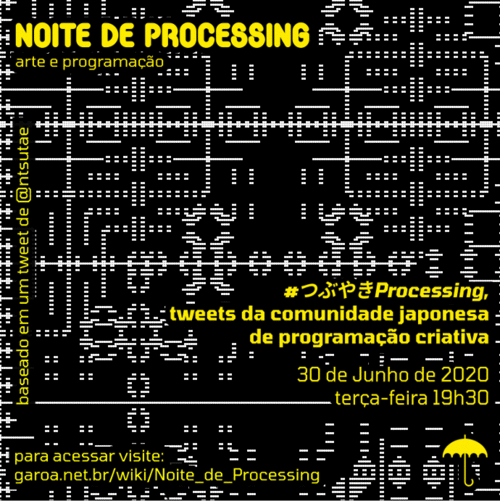 NOITE DE PROCESSING
arte e programação
baseado em um tweet de @ntsutae
#つぶやきProcessing,
tweets da comunidade japonesa
de programação criativa
30 de Junho de 2020
terça-feira 19h30
para acessar visite:
garoa.net.br/wiki/Noite_de_Processing